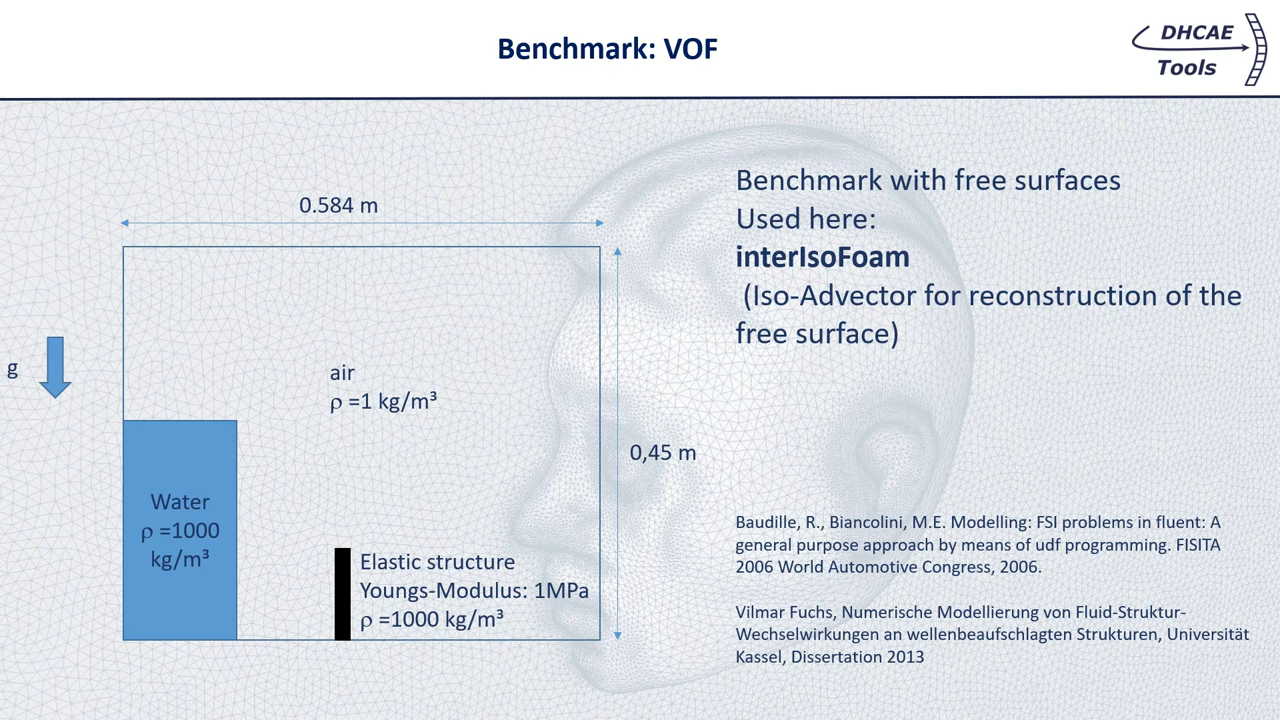 Benchmark: VOF
DHCAE
Tools
0.584 m
g
air
ρ =1 kg/m³
0,45 m
Water
ρ =1000
kg/m³
Elastic structure
Youngs-Modulus: 1MPa
ρ =1000 kg/m³
Benchmark with free surfaces
Used here:
interIsoFoam
(Iso-Advector for reconstruction of the
free surface)
Baudille, R., Biancolini, M.E. Modelling: FSI problems in fluent: A
general purpose approach by means of udf programming. FISITA
2006 World Automotive Congress, 2006.
Vilmar Fuchs, Numerische Modellierung von Fluid-Struktur-
Wechselwirkungen an wellenbeaufschlagten Strukturen, Universität
Kassel, Dissertation 2013